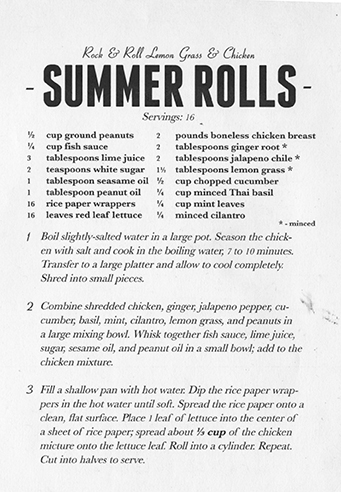 Rock & Roll Lemon Grass & Chicken
- SUMMER ROLLS -
Servings: 16
½ cup ground peanuts
¼ cup fish sauce
3 tablespoons lime juice
2 teaspoons white sugar
1 tablespoon seasame oil
1 tablespoon peanut oil
16 rice paper wrappers
16 leaves red leaf lettuce
2 pounds boneless chicken breast
2 tablespoons ginger root *
2 tablespoons jalapeno chile *
1½ tablespoons lemon grass *
½ cup chopped cucumber
¼ cup minced Thai basil
¼ cup mint leaves
¼ minced cilantro
* - minced
1 Boil slightly-salted water in a large pot. Season the chick-
en with salt and cook in the boiling water, 7 to 10 minutes.
Transfer to a large platter and allow to cool completely.
Shred into small pieces.
2 Combine shredded chicken, ginger, jalapeno pepper, cu-
cumber, basil, mint, cilantro, lemon grass, and peanuts in
a large mixing bowl. Whisk together fish sauce, lime juice,
sugar, sesame oil, and peanut oil in a small bowl; add to the
chicken mixture.
3 Fill a shallow pan with hot water. Dip the rice paper wrap-
pers in the hot water until soft. Spread the rice paper onto a
clean, flat surface. Place 1 leaf of lettuce into the center of
a sheet of rice paper; spread about ⅓ cup of the chicken
micture onto the lettuce leaf. Roll into a cylinder. Repeat.
Cut into halves to serve.